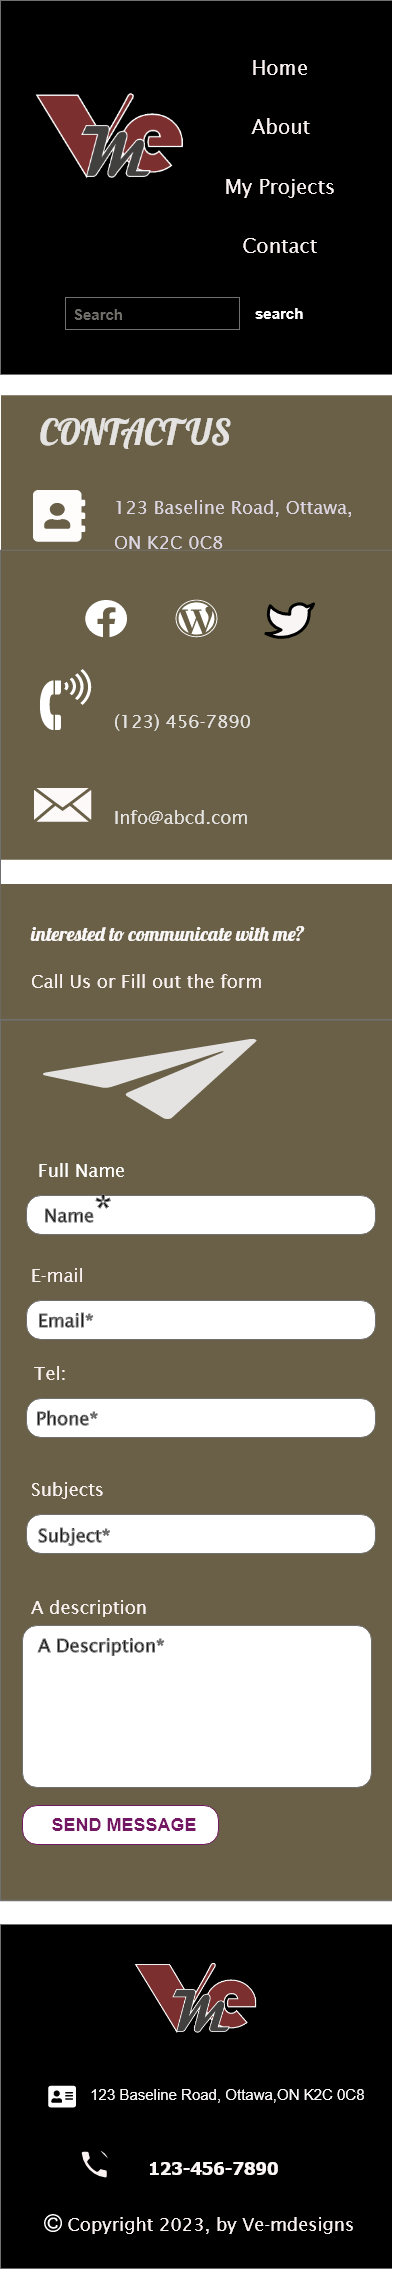 Home
Vme
About
My Projects
Contact
Search
search
CONTACT US
123 Baseline Road, Ottawa,
ON K2C 0C8
(123) 456-7890
Info@abcd.com
interested to communicate with me?
Call Us or Fill out the form
Full Name
Name*
E-mail
Email*
Tel:
Phone*
Subjects
Subject*
A description
A Description*
SEND MESSAGE
Vme
123 Baseline Road, Ottawa,ON K2C 0C8
123-456-7890
© Copyright 2023, by Ve-mdesigns